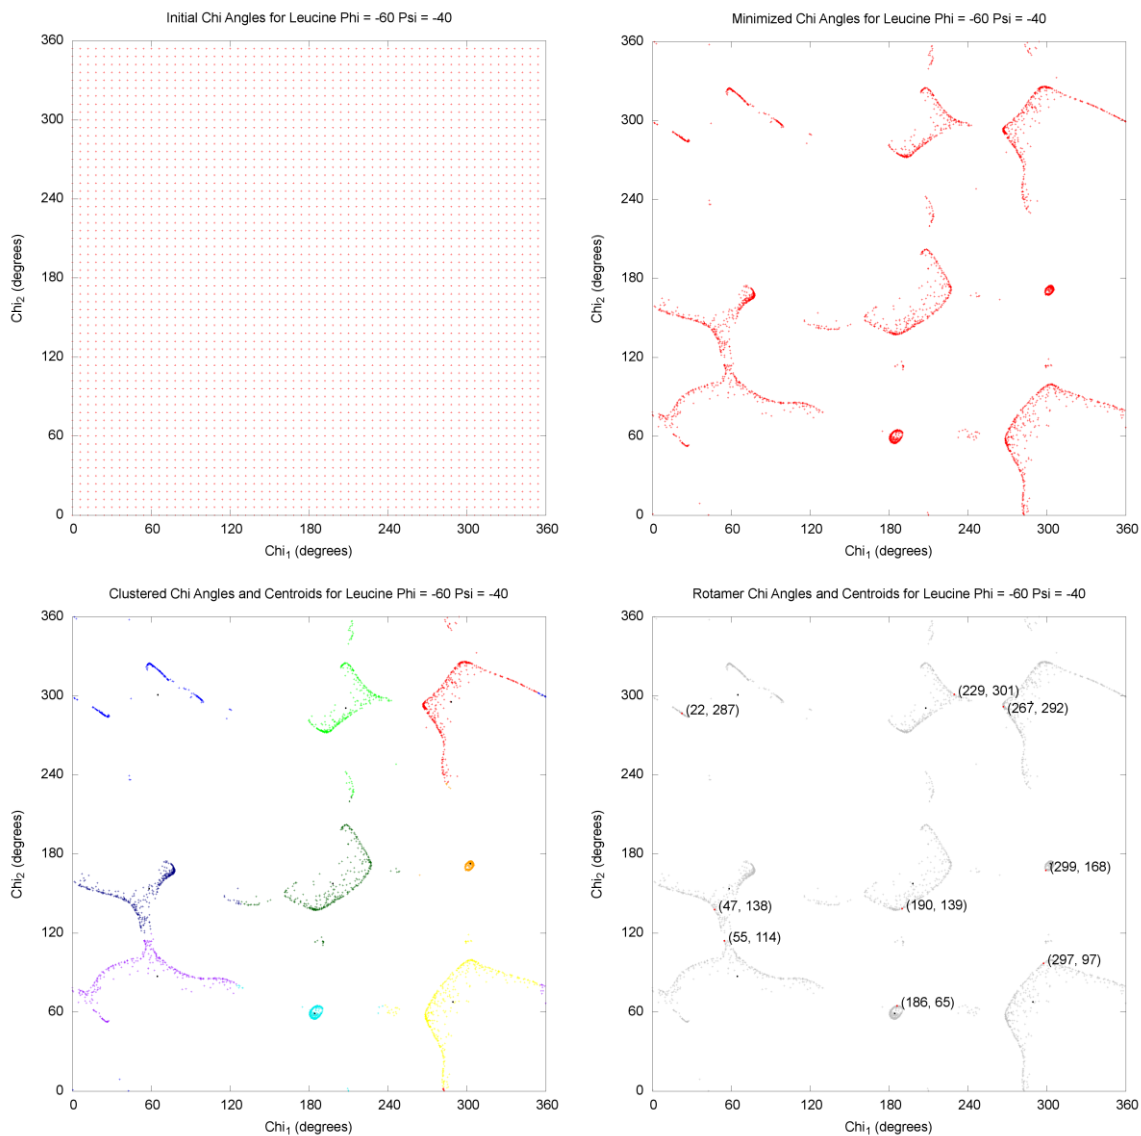 Initial Chi Angles for Leucine Phi = -60 Psi = -40
360
300
240
180
120
60
0
Chi2 (degrees)
0 60 120 180 240 300 360
Chi1 (degrees)
Minimized Chi Angles for Leucine Phi = -60 Psi = -40
360
300
240
180
120
60
0
Chi2 (degrees)
0 60 120 180 240 300 360
Chi1 (degrees)
Clustered Chi Angles and Centroids for Leucine Phi = -60 Psi = -40
360
300
240
180
120
60
0
Chi2 (degrees)
0 60 120 180 240 300 360
Chi1 (degrees)
Rotamer Chi Angles and Centroids for Leucine Phi = -60 Psi = -40
360
300
240
180
120
60
0
Chi2 (degrees)
(229, 301)
(22, 287)
(267, 292)
(299, 168)
(47, 138)
(190, 139)
(55, 114)
(297, 97)
(186, 65)
0 60 120 180 240 300 360
Chi1 (degrees)